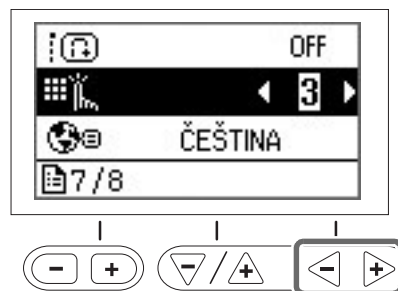 OFF
3
ČEŠTINA
7/8
- + - / + - +